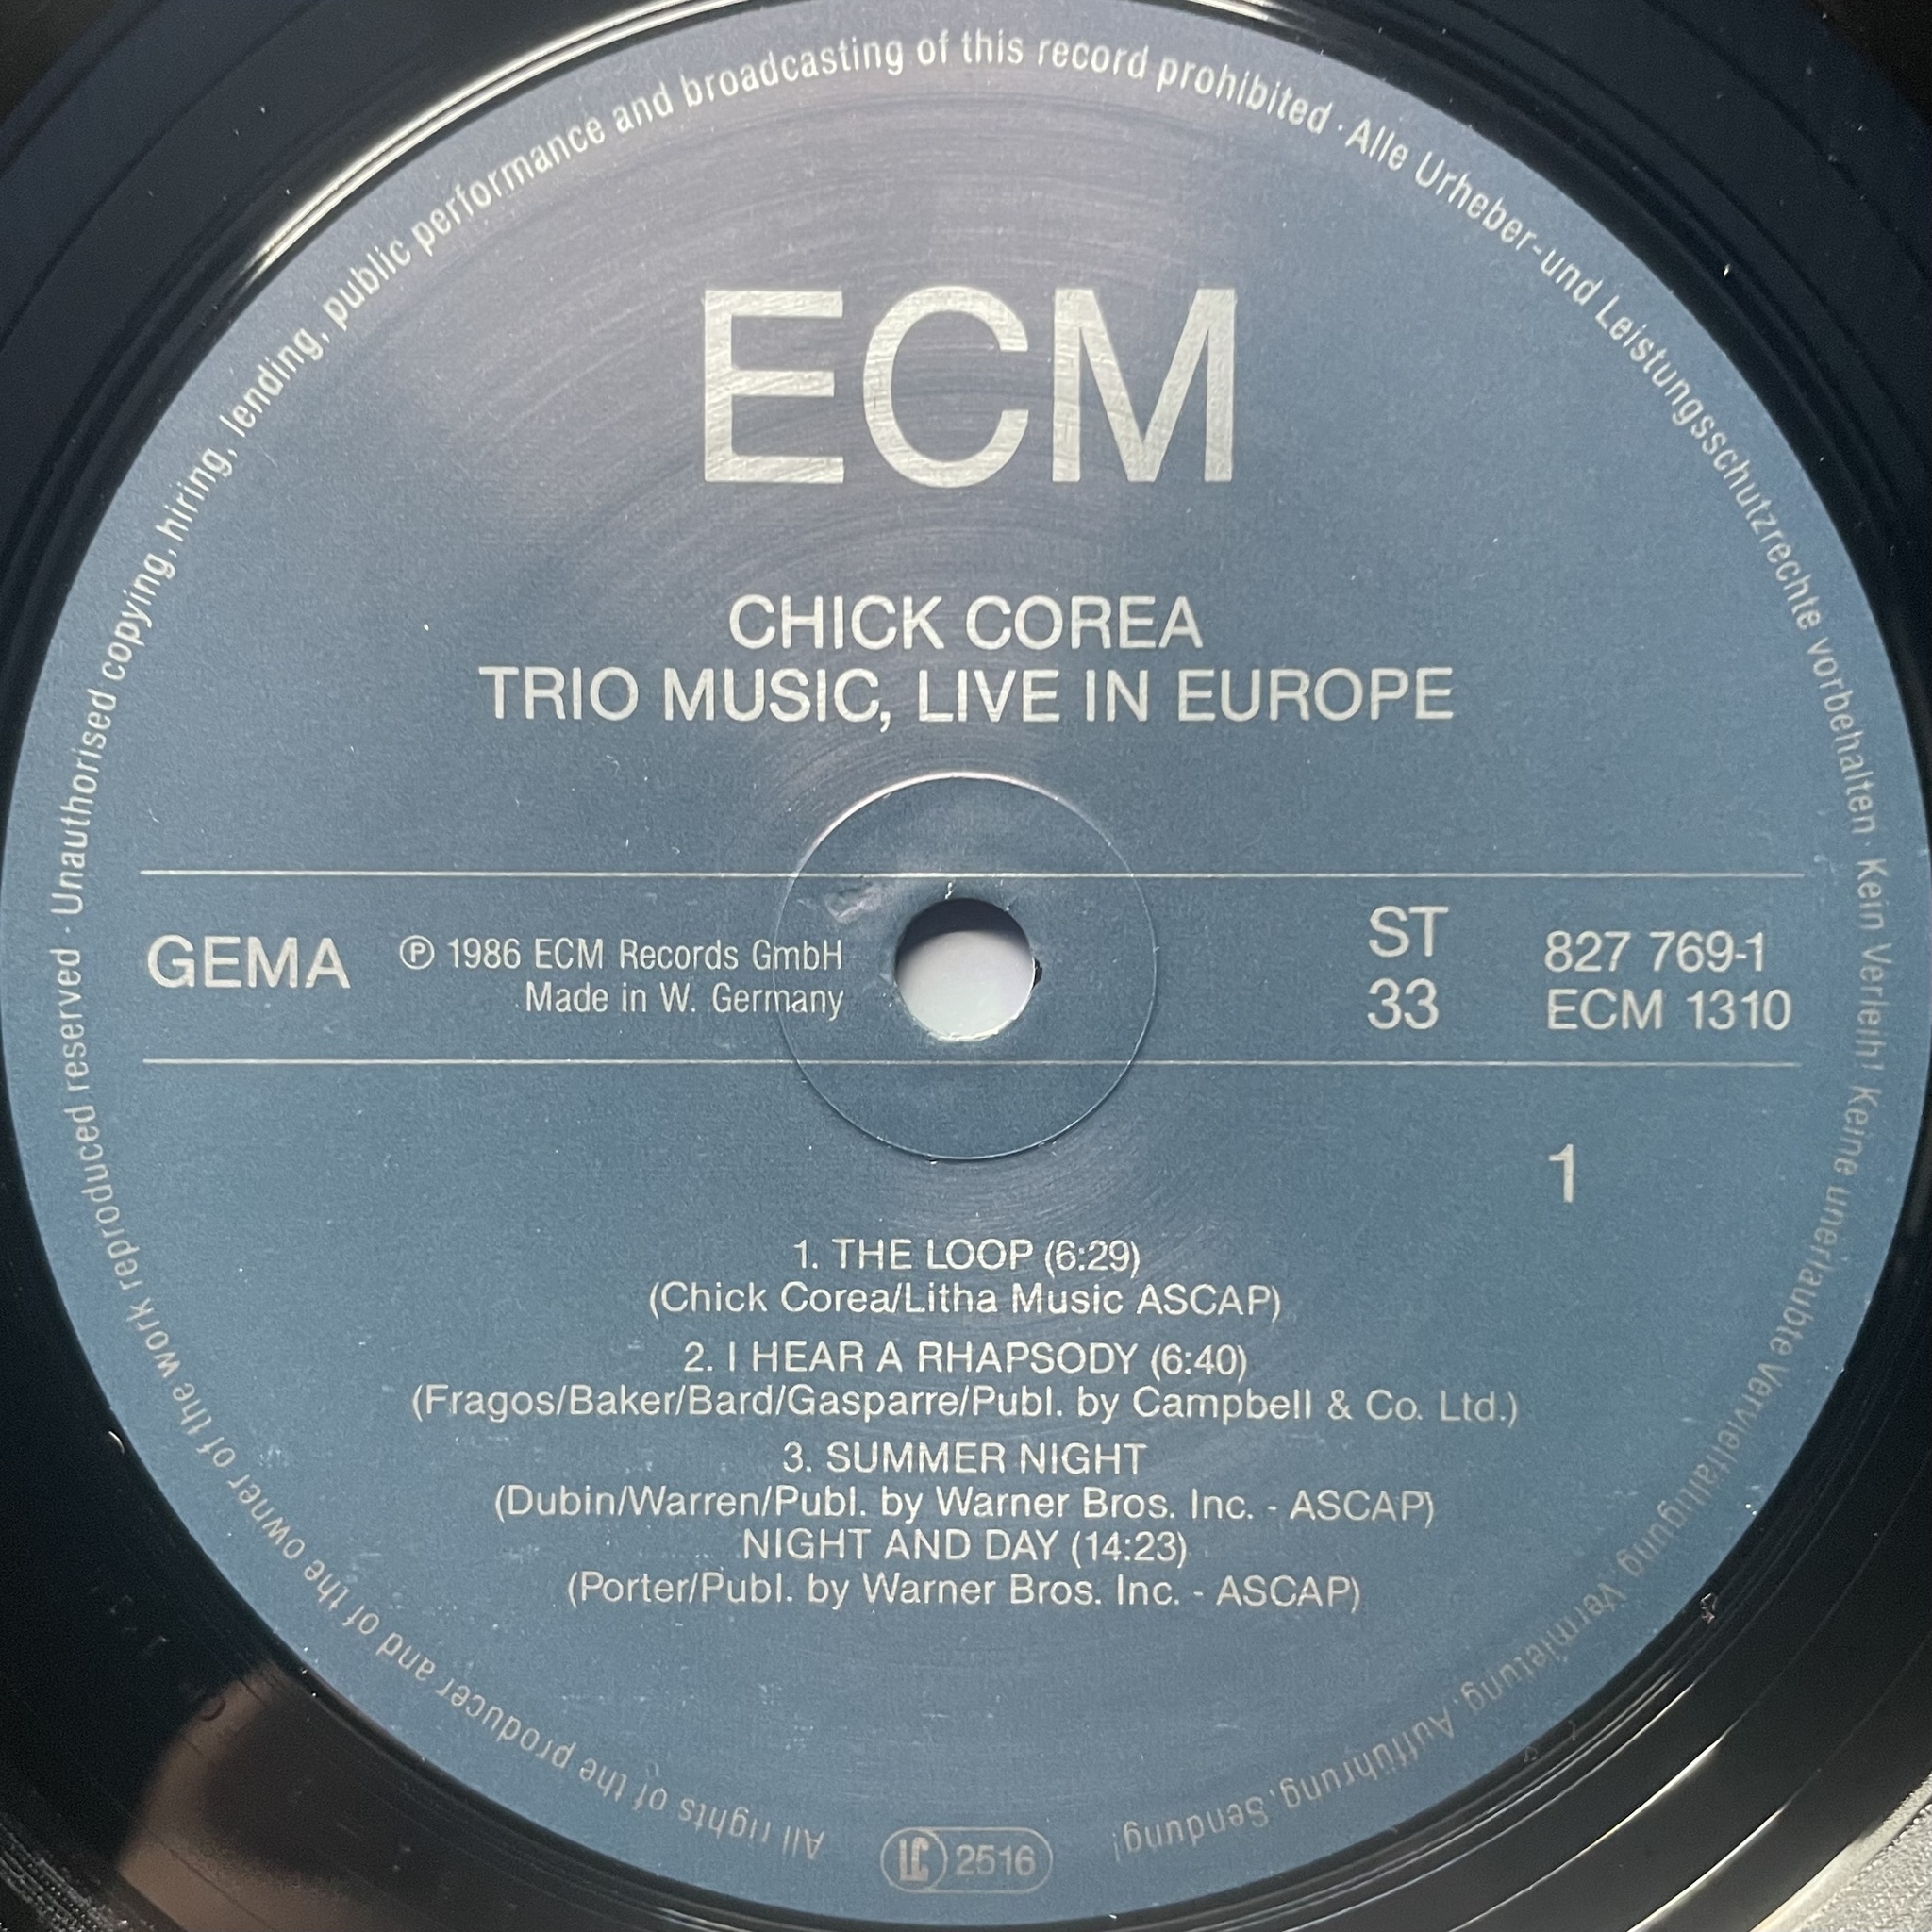 All rights of the producer and of the owner of the work reproduced reserved · Unauthorised copying, hiring, lending, public performance and broadcasting of this record prohibited · Alle Urheber-und Leistungsschutzrechte vorbehalten · Kein Verleih! Keine unerlaubte Vervielfältigung, Vermietung, Aufführung, Sendung!
ECM
CHICK COREA
TRIO MUSIC, LIVE IN EUROPE
GEMA
Ⓟ 1986 ECM Records GmbH
Made in W. Germany
ST
33
827 769-1
ECM 1310
1
1. THE LOOP (6:29)
(Chick Corea/Litha Music ASCAP)
2. I HEAR A RHAPSODY (6:40)
(Fragos/Baker/Bard/Gasparre/Publ. by Campbell & Co. Ltd.)
3. SUMMER NIGHT
(Dubin/Warren/Publ. by Warner Bros. Inc. - ASCAP)
NIGHT AND DAY (14:23)
(Porter/Publ. by Warner Bros. Inc. - ASCAP)
LC 2516